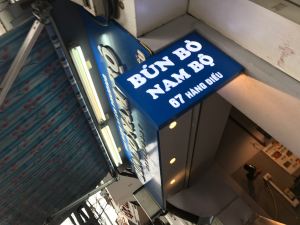 BÚN BÒ
NAM BỘ
67 HÀNG ĐIẾU